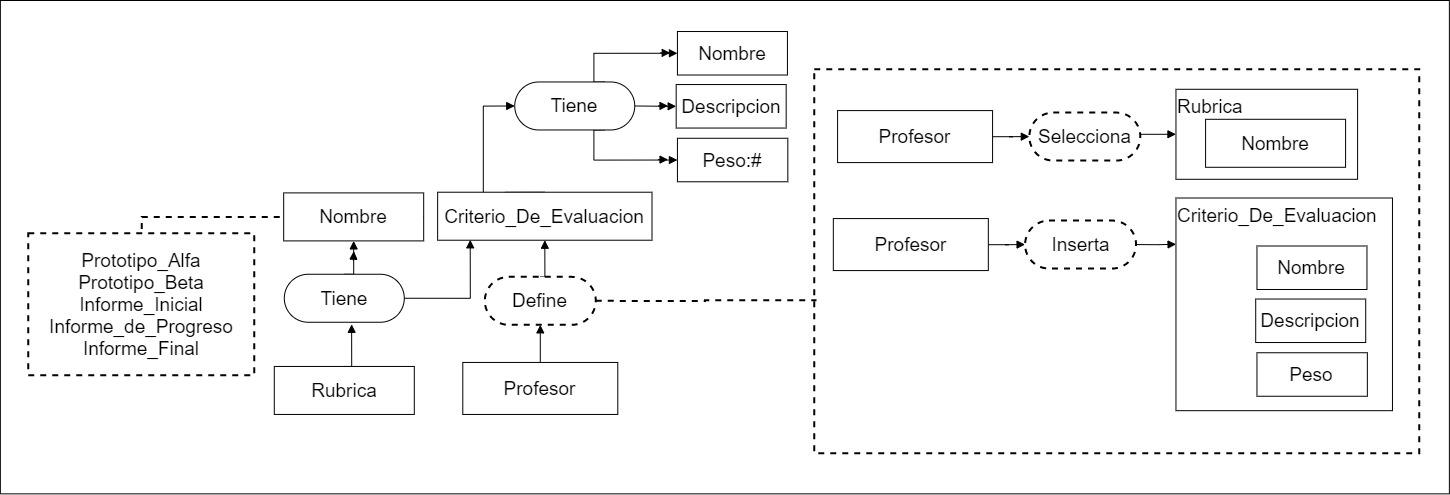 Nombre
Tiene
Descripcion
Peso:#
Nombre
Criterio_De_Evaluacion
Prototipo_Alfa
Prototipo_Beta
Informe_Inicial
Informe_de_Progreso
Informe_Final
Tiene
Define
Rubrica
Profesor
Profesor
Selecciona
Rubrica
Nombre
Profesor
Inserta
Criterio_De_Evaluacion
Nombre
Descripcion
Peso